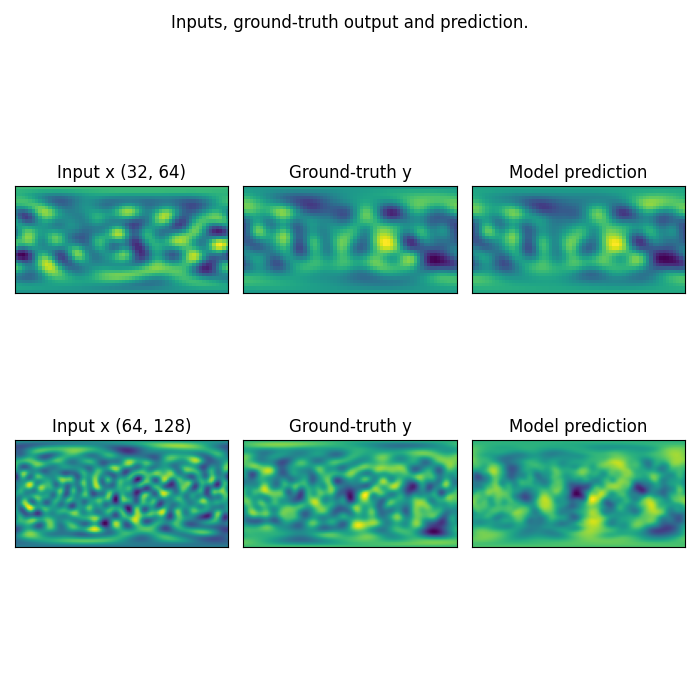 Inputs, ground-truth output and prediction.
Input x (32, 64)
Ground-truth y
Model prediction
Input x (64, 128)
Ground-truth y
Model prediction